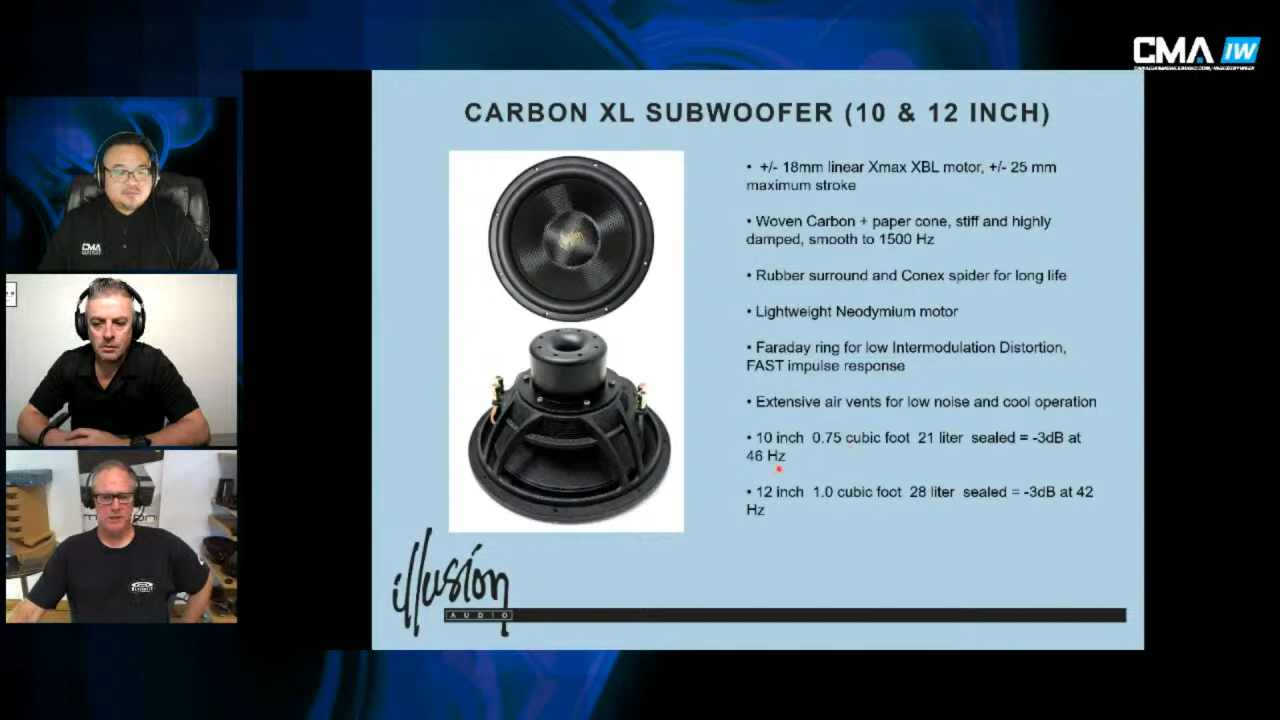 CMA IW
CARBON XL SUBWOOFER (10 & 12 INCH)
• +/- 18mm linear Xmax XBL motor, +/- 25 mm
maximum stroke
• Woven Carbon + paper cone, stiff and highly
damped, smooth to 1500 Hz
• Rubber surround and Conex spider for long life
• Lightweight Neodymium motor
• Faraday ring for low Intermodulation Distortion,
FAST impulse response
• Extensive air vents for low noise and cool operation
• 10 inch 0.75 cubic foot 21 liter sealed = -3dB at
46 Hz
• 12 inch 1.0 cubic foot 28 liter sealed = -3dB at 42
Hz
illusion
AUDIO
CMA